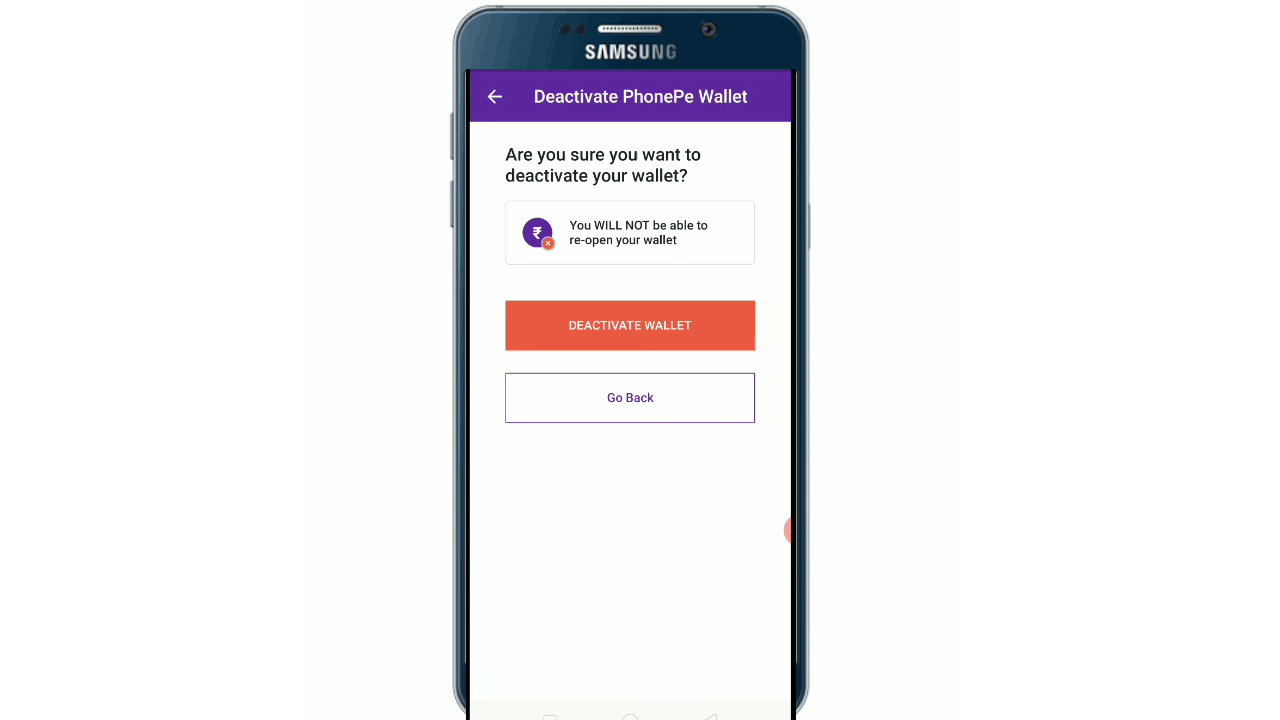 SAMSUNG
Deactivate PhonePe Wallet
Are you sure you want to
deactivate your wallet?
₹
You WILL NOT be able to
re-open your wallet
DEACTIVATE WALLET
Go Back